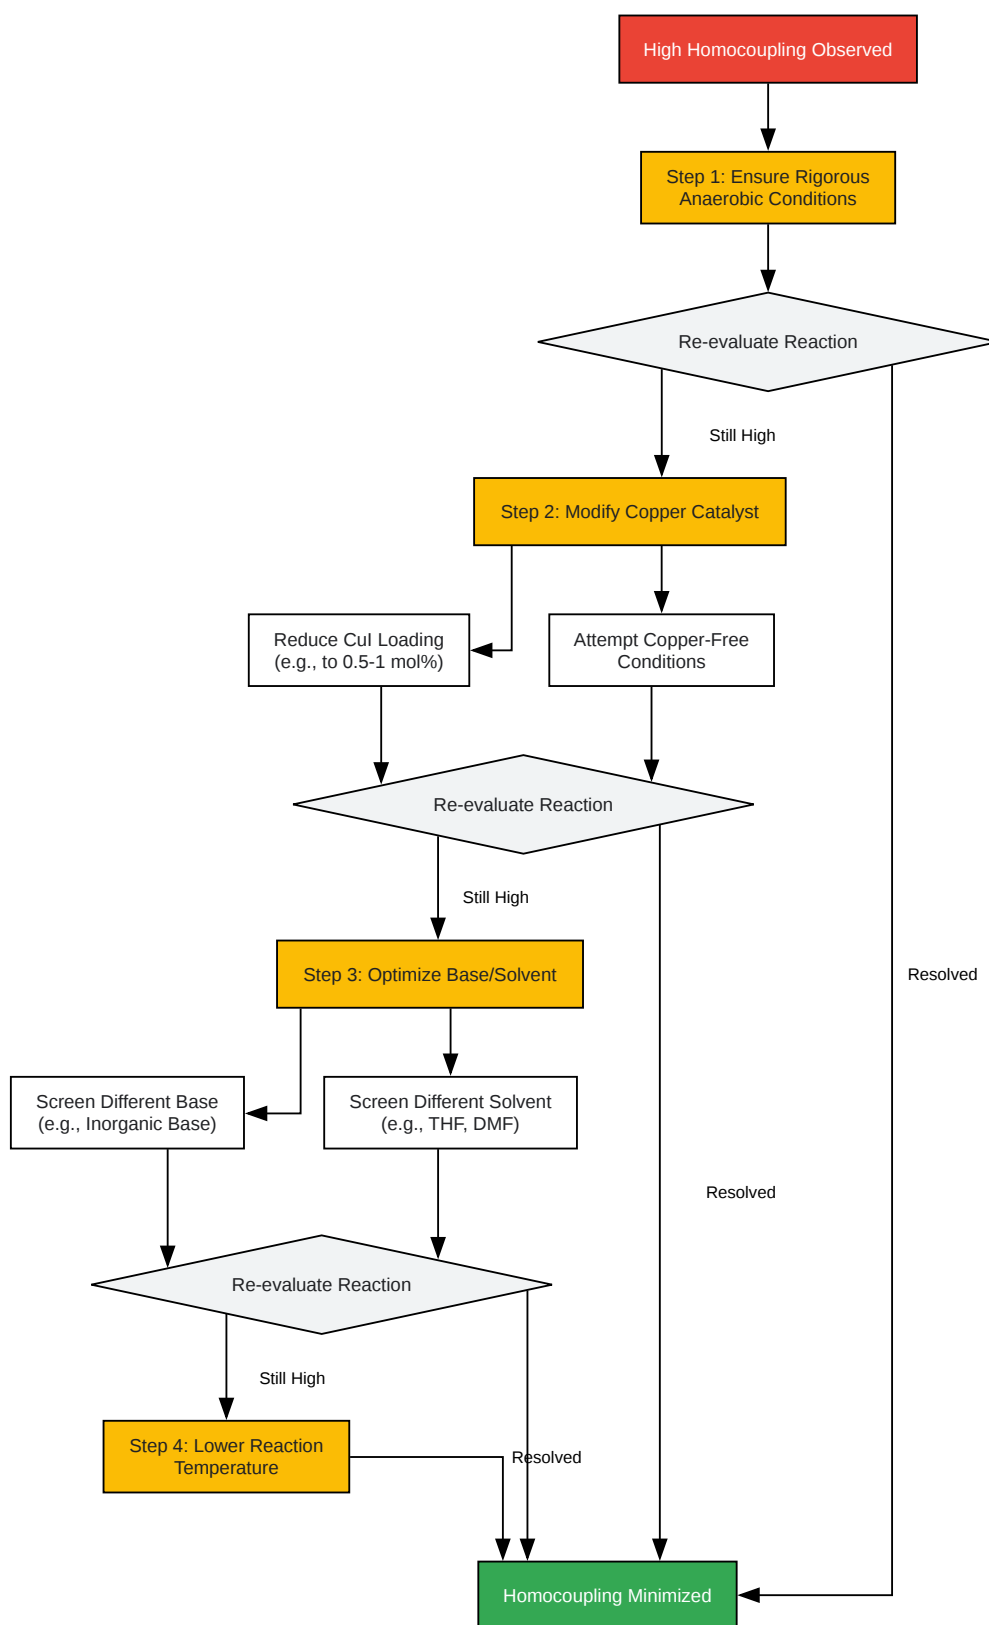 High Homocoupling Observed
Step 1: Ensure Rigorous
Anaerobic Conditions
Re-evaluate Reaction
Still High
Step 2: Modify Copper Catalyst
Reduce CuI Loading
(e.g., to 0.5-1 mol%)
Attempt Copper-Free
Conditions
Re-evaluate Reaction
Still High
Step 3: Optimize Base/Solvent
Resolved
Screen Different Base
(e.g., Inorganic Base)
Screen Different Solvent
(e.g., THF, DMF)
Resolved
Re-evaluate Reaction
Still High
Step 4: Lower Reaction
Temperature
Resolved
Homocoupling Minimized